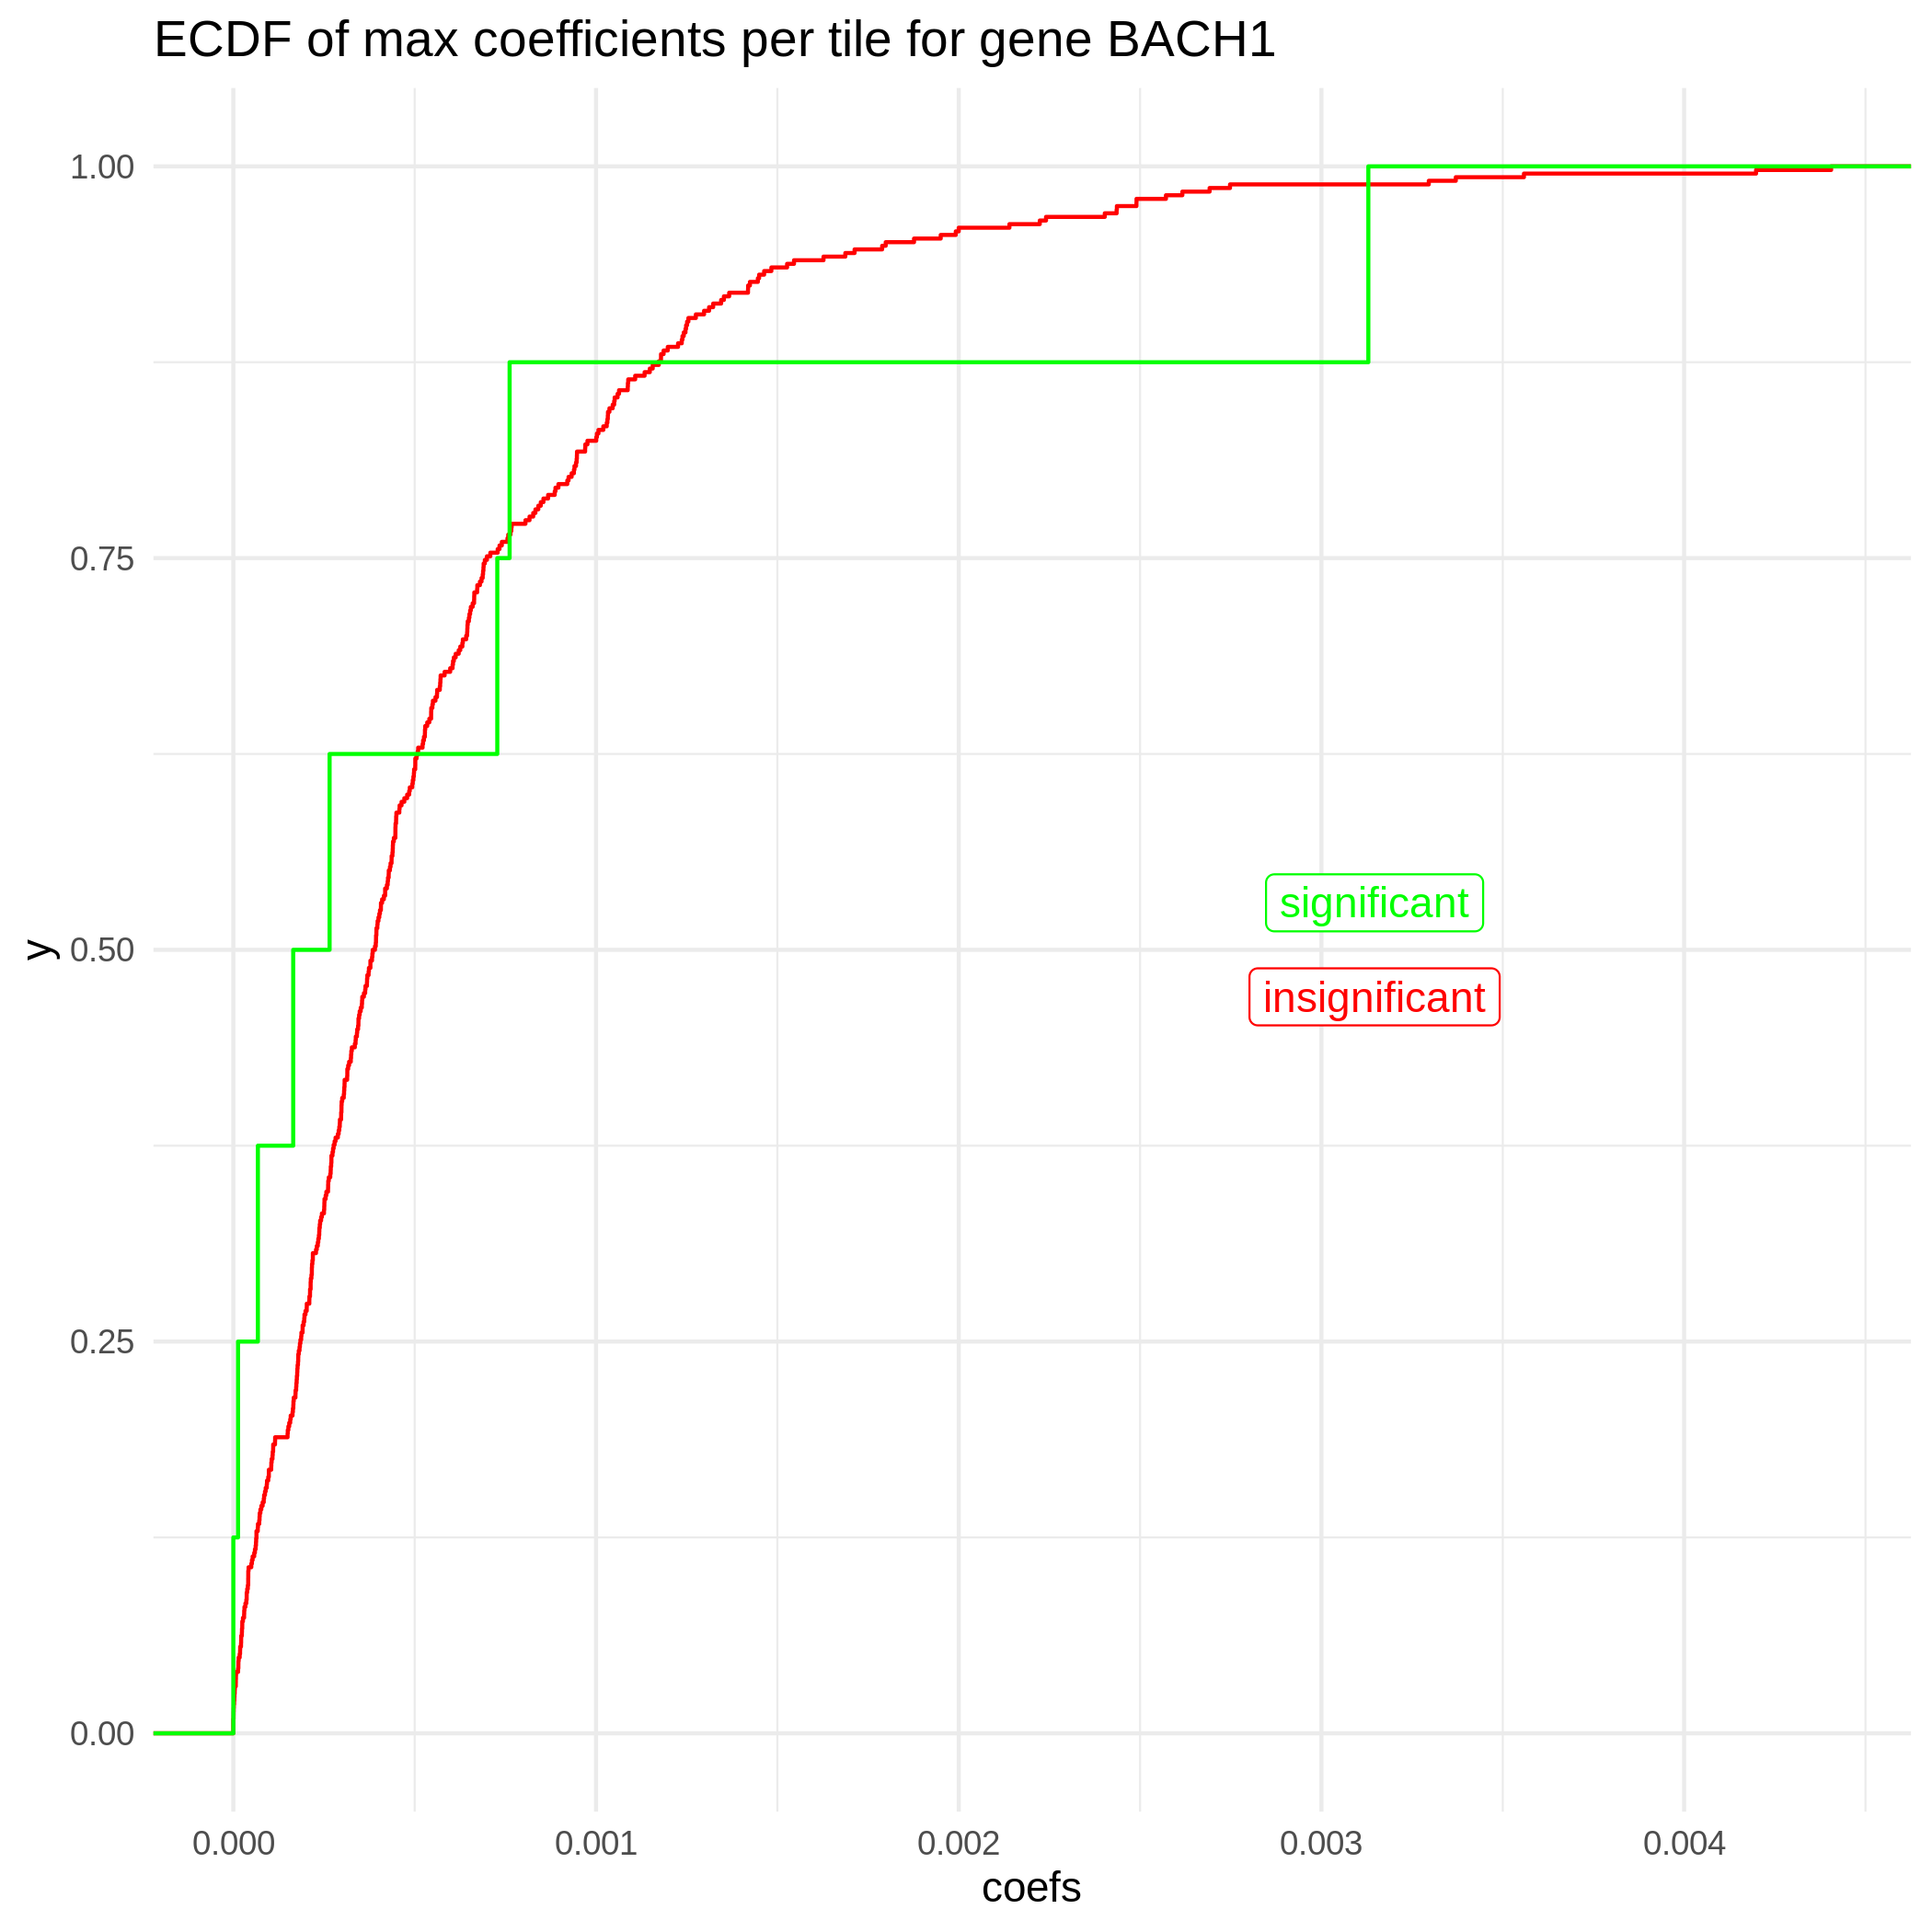 ECDF of max coefficients per tile for gene BACH1
1.00
0.75
0.50
0.25
0.00
y
significant
insignificant
0.000 0.001 0.002 0.003 0.004
coefs